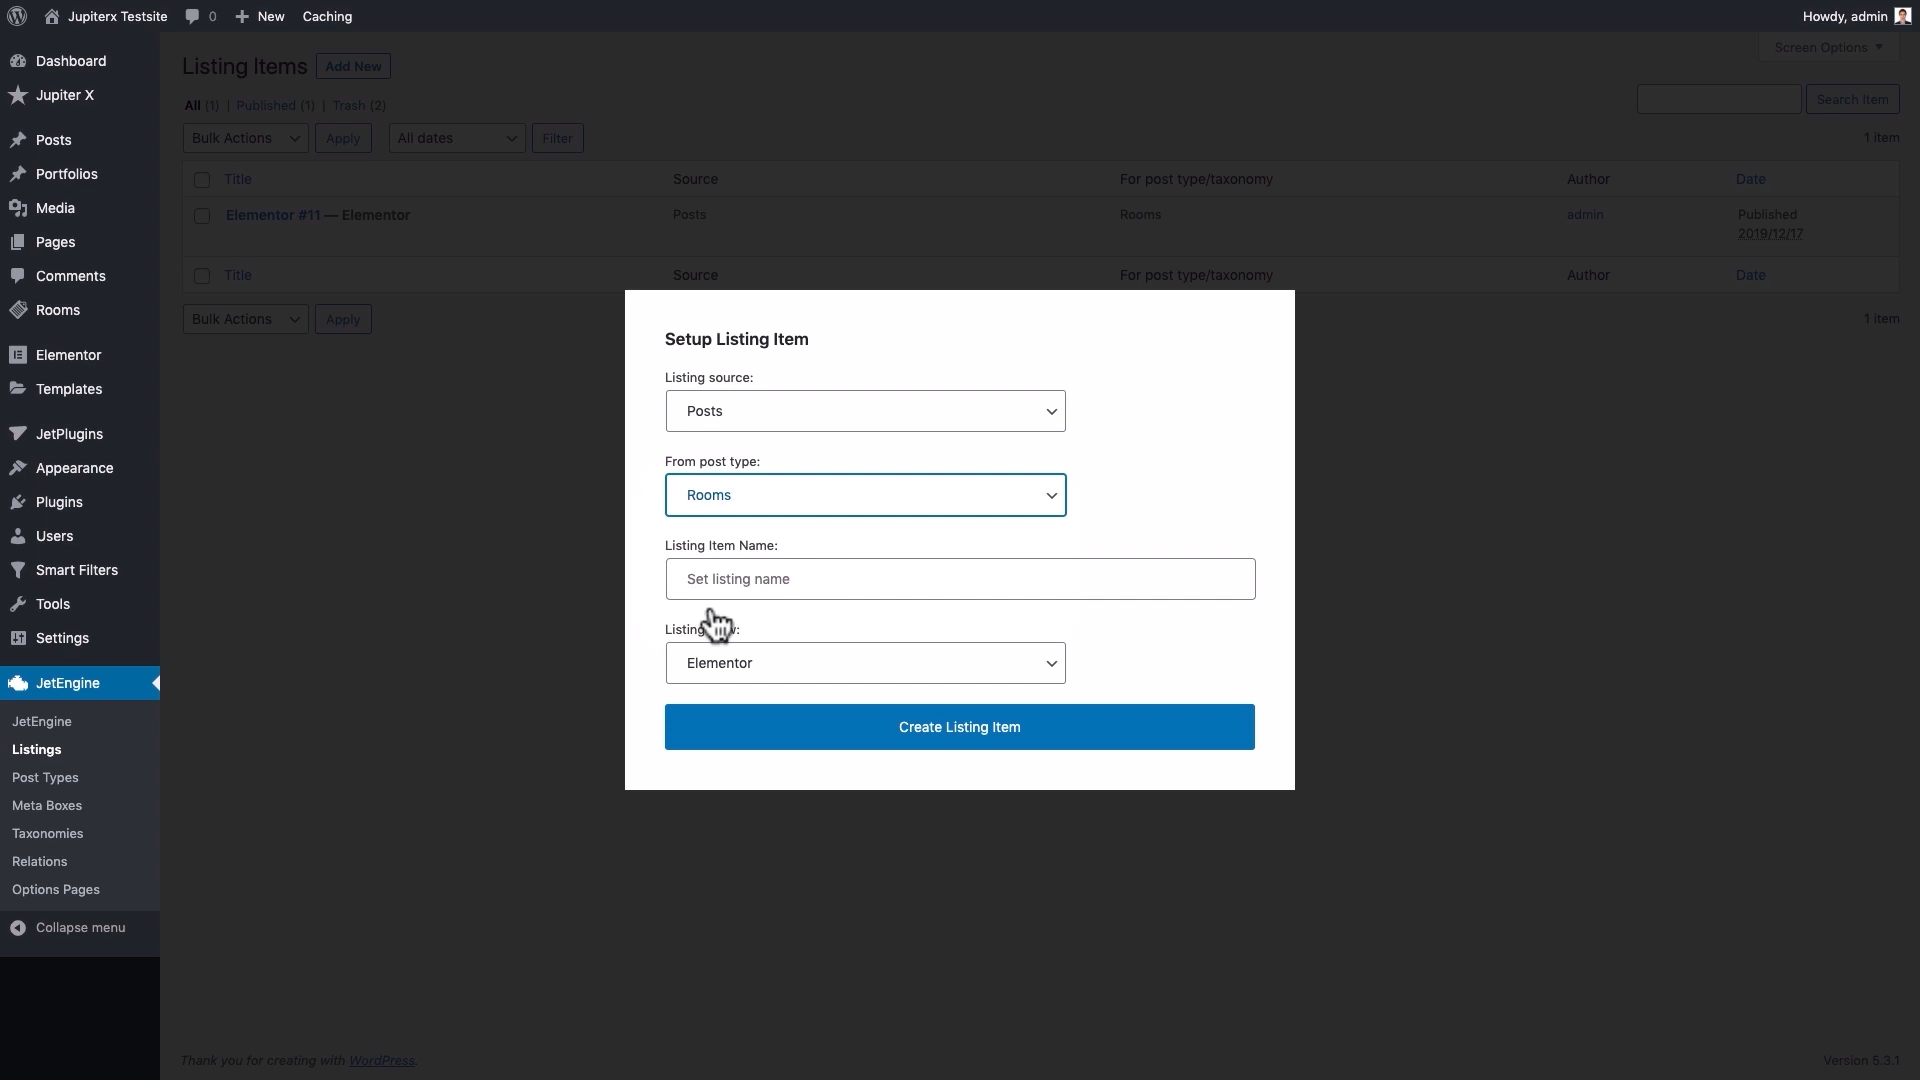 Jupiterx Testsite 0 New Caching Howdy, admin
Dashboard
Jupiter X
Posts
Portfolios
Media
Pages
Comments
Rooms
Elementor
Templates
JetPlugins
Appearance
Plugins
Users
Smart Filters
Tools
Settings
JetEngine
JetEngine
Listings
Post Types
Meta Boxes
Taxonomies
Relations
Options Pages
Collapse menu
Screen Options
Listing Items Add New
All (1) | Published (1) | Trash (2)
Search Item
Bulk Actions Apply All dates Filter 1 item
Title Source For post type/taxonomy Author Date
Elementor #11 — Elementor Posts Rooms admin Published
2019/12/17
Title Source For post type/taxonomy Author Date
Bulk Actions Apply 1 item
Setup Listing Item
Listing source:
Posts
From post type:
Rooms
Listing Item Name:
Set listing name
Listing
Elementor
Create Listing Item
Thank you for creating with WordPress. Version 5.3.1